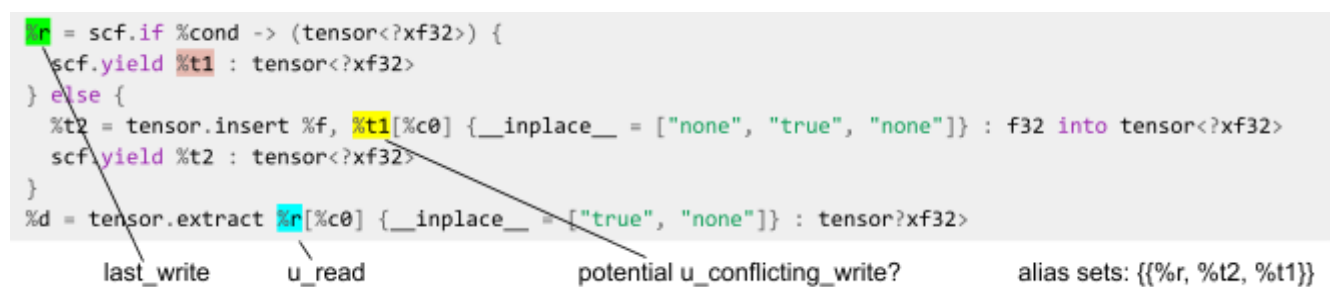 %r = scf.if %cond -> (tensor<?xf32>) {
  scf.yield %t1 : tensor<?xf32>
} else {
  %t2 = tensor.insert %f, %t1[%c0] {__inplace__ = ["none", "true", "none"]} : f32 into tensor<?xf32>
  scf.yield %t2 : tensor<?xf32>
}
%d = tensor.extract %r[%c0] {__inplace__ = ["true", "none"]} : tensor?xf32>
last_write u_read potential u_conflicting_write? alias sets: {{%r, %t2, %t1}}